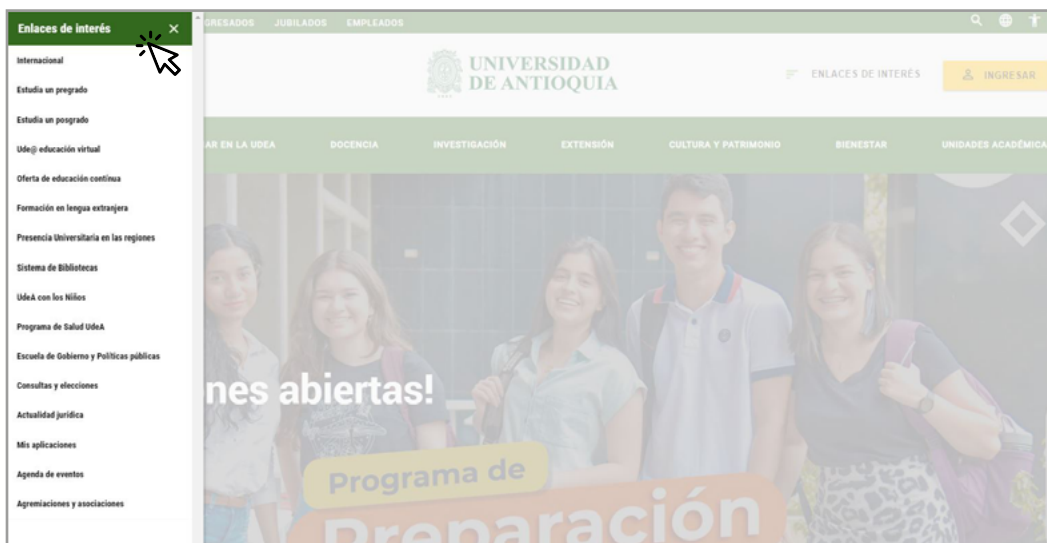 Enlaces de interés ×
Internacional
Estudia un pregrado
Estudia un posgrado
Ude@ educación virtual
Oferta de educación contínua
Formación en lengua extranjera
Presencia Universitaria en las regiones
Sistema de Bibliotecas
UdeA con los Niños
Programa de Salud UdeA
Escuela de Gobierno y Políticas públicas
Consultas y elecciones
Actualidad jurídica
Mis aplicaciones
Agenda de eventos
Agremiaciones y asociaciones
GRESADOS JUBILADOS EMPLEADOS
UNIVERSIDAD
DE ANTIOQUIA
ENLACES DE INTERÉS INGRESAR
AR EN LA UDEA DOCENCIA INVESTIGACIÓN EXTENSIÓN CULTURA Y PATRIMONIO BIENESTAR UNIDADES ACADÉMICA
nes abiertas!
Programa de
Preparación